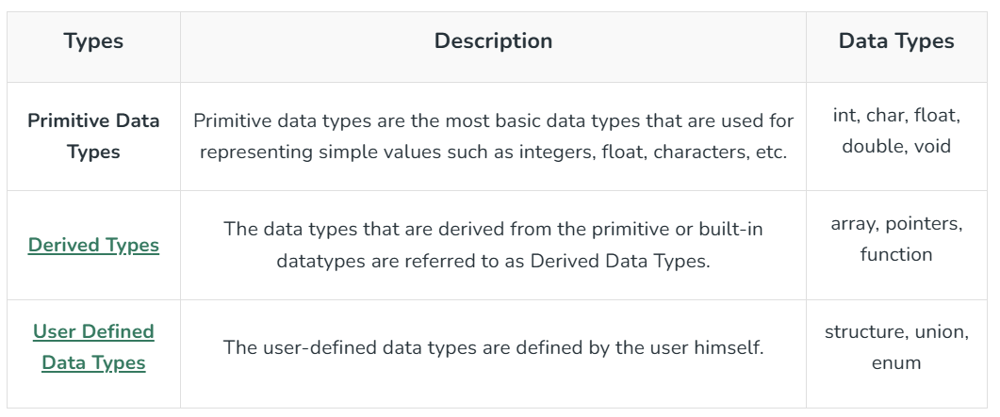 Types Description Data Types
Primitive Data
Types
Primitive data types are the most basic data types that are used for
representing simple values such as integers, float, characters, etc.
int, char, float,
double, void
Derived Types
The data types that are derived from the primitive or built-in
datatypes are referred to as Derived Data Types.
array, pointers,
function
User Defined
Data Types
The user-defined data types are defined by the user himself.
structure, union,
enum